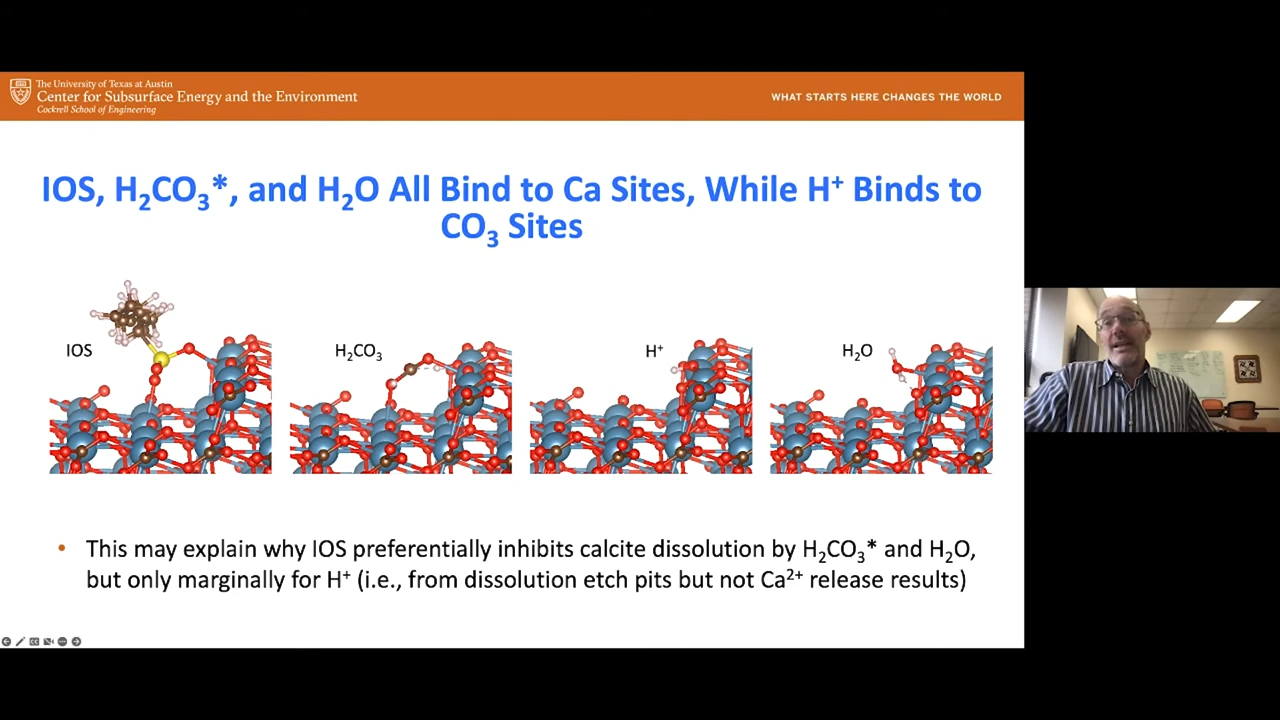 The University of Texas at Austin
Center for Subsurface Energy and the Environment
Cockrell School of Engineering
WHAT STARTS HERE CHANGES THE WORLD
IOS, H₂CO₃*, and H₂O All Bind to Ca Sites, While H⁺ Binds to
CO₃ Sites
IOS
H₂CO₃
H⁺
H₂O
• This may explain why IOS preferentially inhibits calcite dissolution by H₂CO₃* and H₂O,
but only marginally for H⁺ (i.e., from dissolution etch pits but not Ca²⁺ release results)